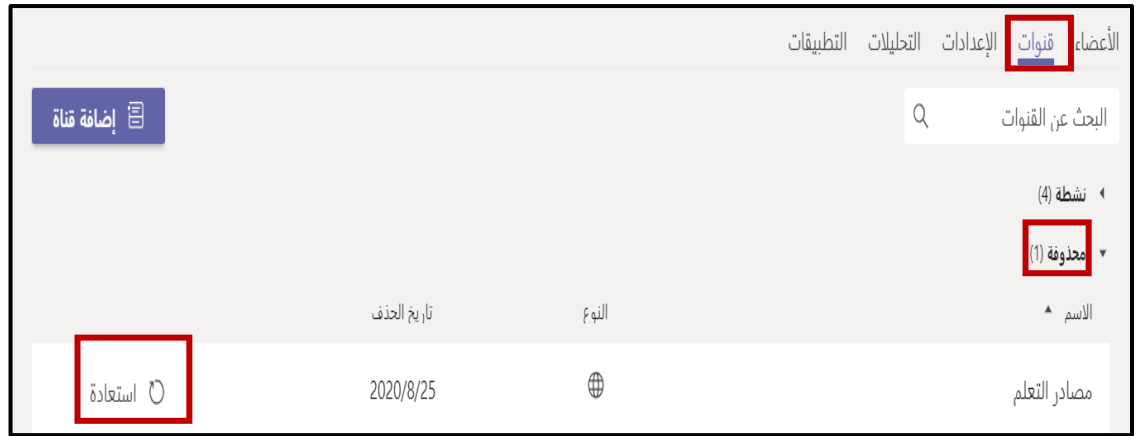 الأعضاء قنوات الإعدادات التحليلات التطبيقات
البحث عن القنوات إضافة قناة
نشطة (4)
محذوفة (1)
الاسم النوع تاريخ الحذف
مصادر التعلم 2020/8/25 استعادة